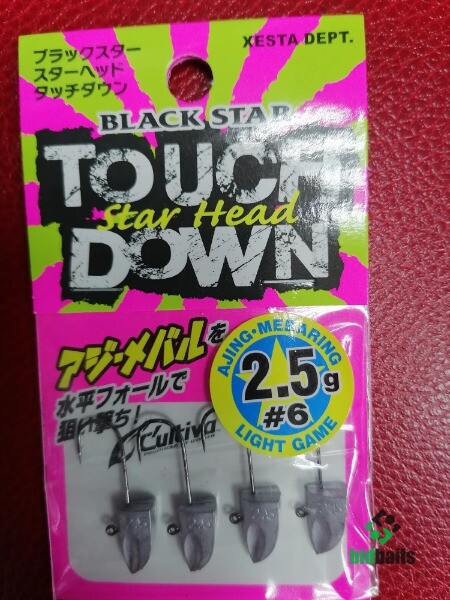 XESTA DEPT.
ブラックスター
スターヘッド
タッチダウン
BLACK STAR
TOUCH
Star Head
DOWN
アジ・メバルを
水平フォールで
狙い撃ち!
AJING・MEBARING
2.5g
#6
LIGHT GAME
C'ultiva
bidbaits